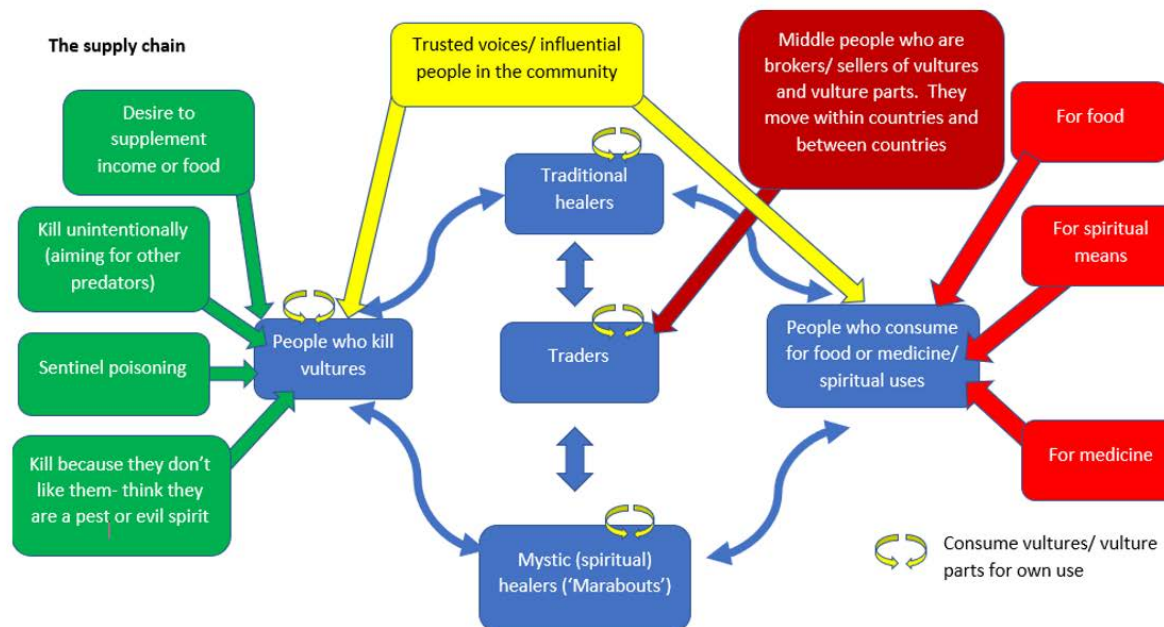 The supply chain
Trusted voices/ influential
people in the community
Middle people who are
brokers/ sellers of vultures
and vulture parts.  They
move within countries and
between countries
Desire to
supplement
income or food
For food
Traditional
healers
Kill unintentionally
(aiming for other
predators)
For spiritual
means
People who kill
vultures
Traders
People who consume
for food or medicine/
spiritual uses
Sentinel poisoning
Kill because they don’t
like them- think they
are a pest or evil spirit
For medicine
Mystic (spiritual)
healers (‘Marabouts’)
Consume vultures/ vulture
parts for own use